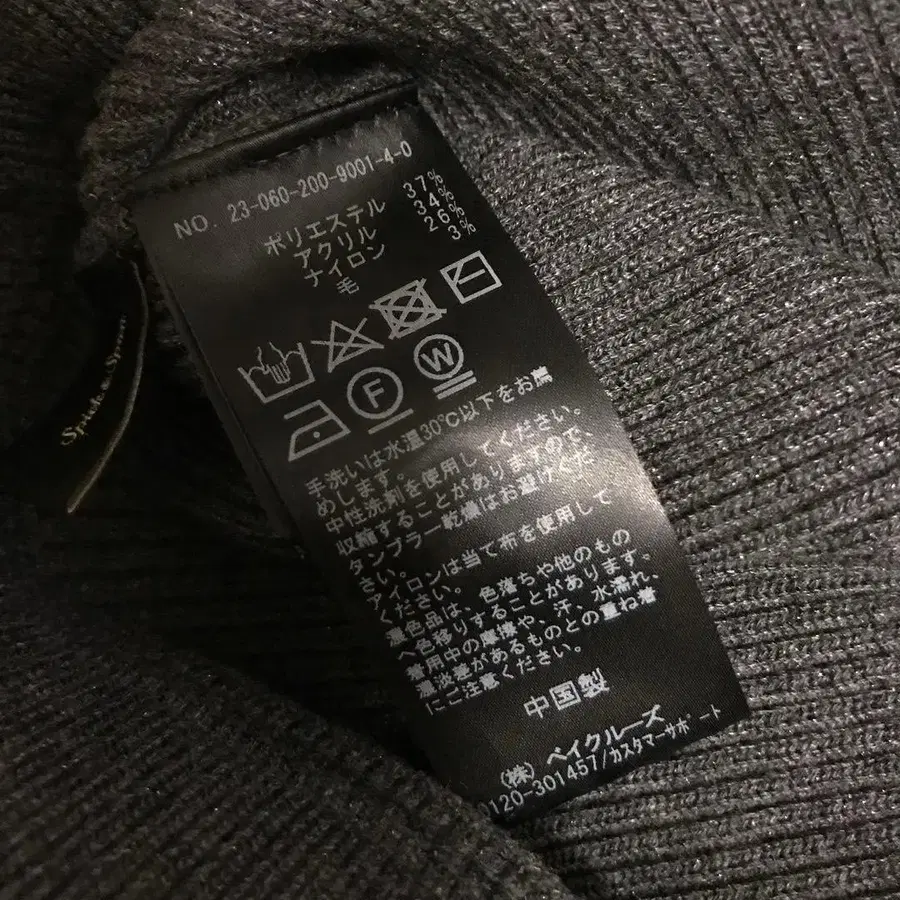 NO. 23-060-200-9001-4-0
ポリエステル 37%
アクリル 34%
ナイロン 26%
毛 3%
F W
手洗いは水温30℃以下をお薦
めします。
中性洗剤を使用してください。
収縮することがありますので、
タンブラー乾燥はお避けくだ
さい。
アイロンは当て布を使用して
ください。
濃色品は、色落ちや他のもの
へ色移りすることがあります。
着用中の摩擦や、汗、水濡れ、
濃淡差があるものとの重ね着
にご注意ください。
中国製
(株) ベイクルーズ
0120-301457/カスタマーサポート